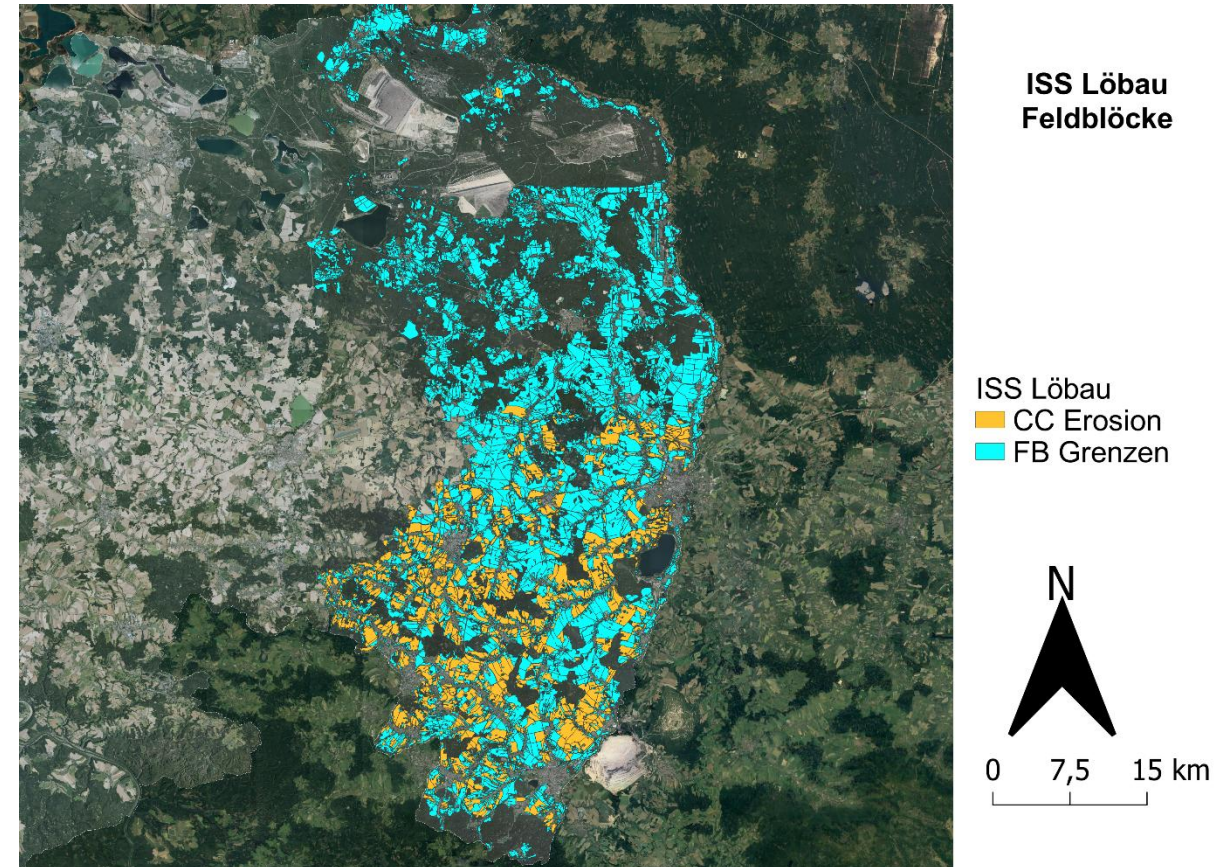 ISS Löbau
Feldblöcke
ISS Löbau
CC Erosion
FB Grenzen
N
0 7,5 15 km